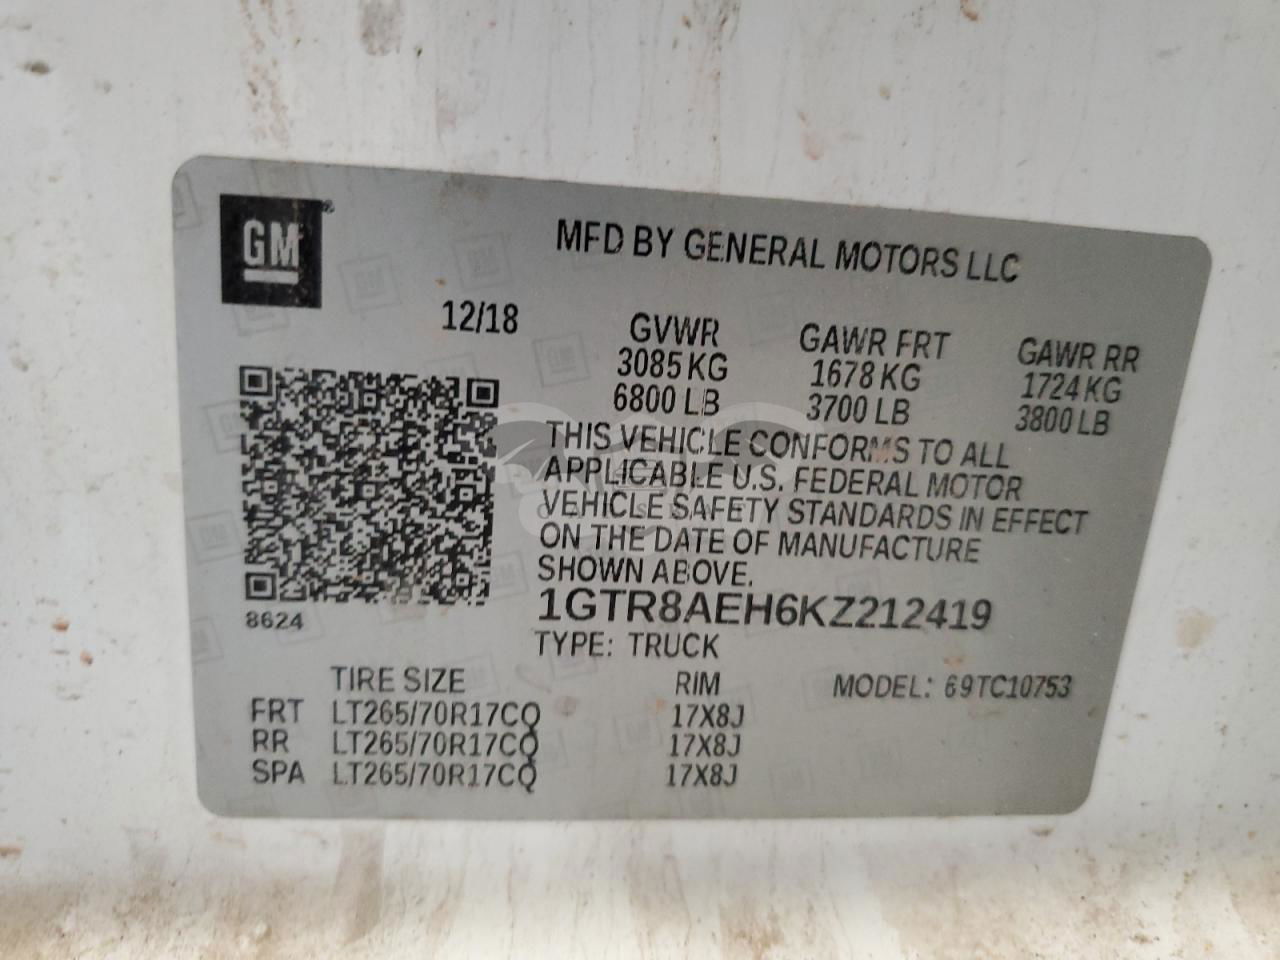 GM
MFD BY GENERAL MOTORS LLC
12/18
GVWR GAWR FRT GAWR RR
3085 KG 1678 KG 1724 KG
6800 LB 3700 LB 3800 LB
THIS VEHICLE CONFORMS TO ALL
APPLICABLE U.S. FEDERAL MOTOR
VEHICLE SAFETY STANDARDS IN EFFECT
ON THE DATE OF MANUFACTURE
SHOWN ABOVE.
8624
1GTR8AEH6KZ212419
TYPE: TRUCK
TIRE SIZE RIM MODEL: 69TC10753
FRT LT265/70R17CQ 17X8J
RR LT265/70R17CQ 17X8J
SPA LT265/70R17CQ 17X8J